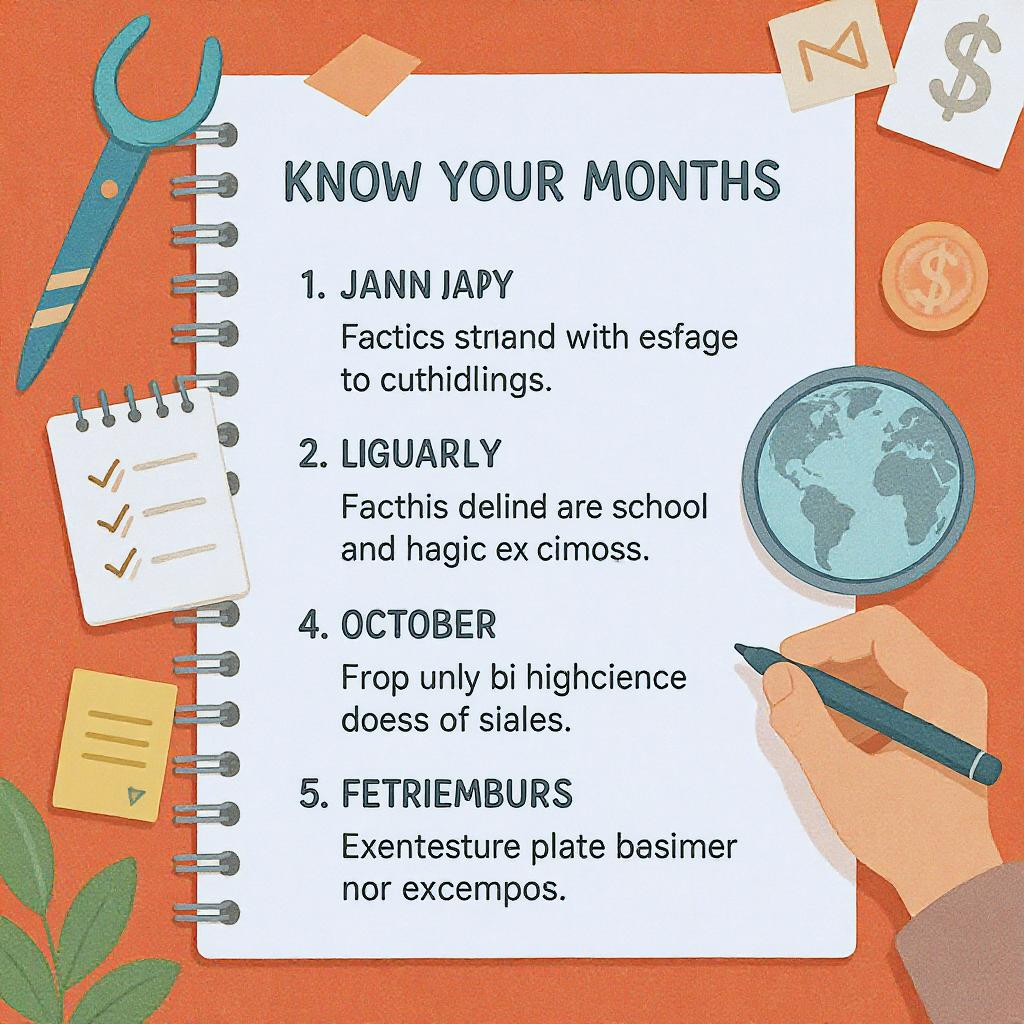 KNOW YOUR MONTHS
1. JANN JAPY
Factics strıand with esfage
to cuthidlings.
2. LIGUARLY
Facthis delind are school
and hagic ex cimoss.
4. OCTOBER
Frop unly bi highcience
doess of siales.
5. FETRIEMBURS
Exentesture plate basimer
nor excempos.
$
$